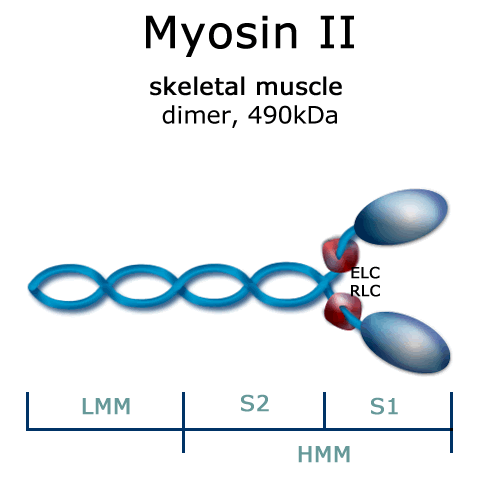 Myosin II
skeletal muscle
dimer, 490kDa
ELC
RLC
LMM
S2
S1
HMM